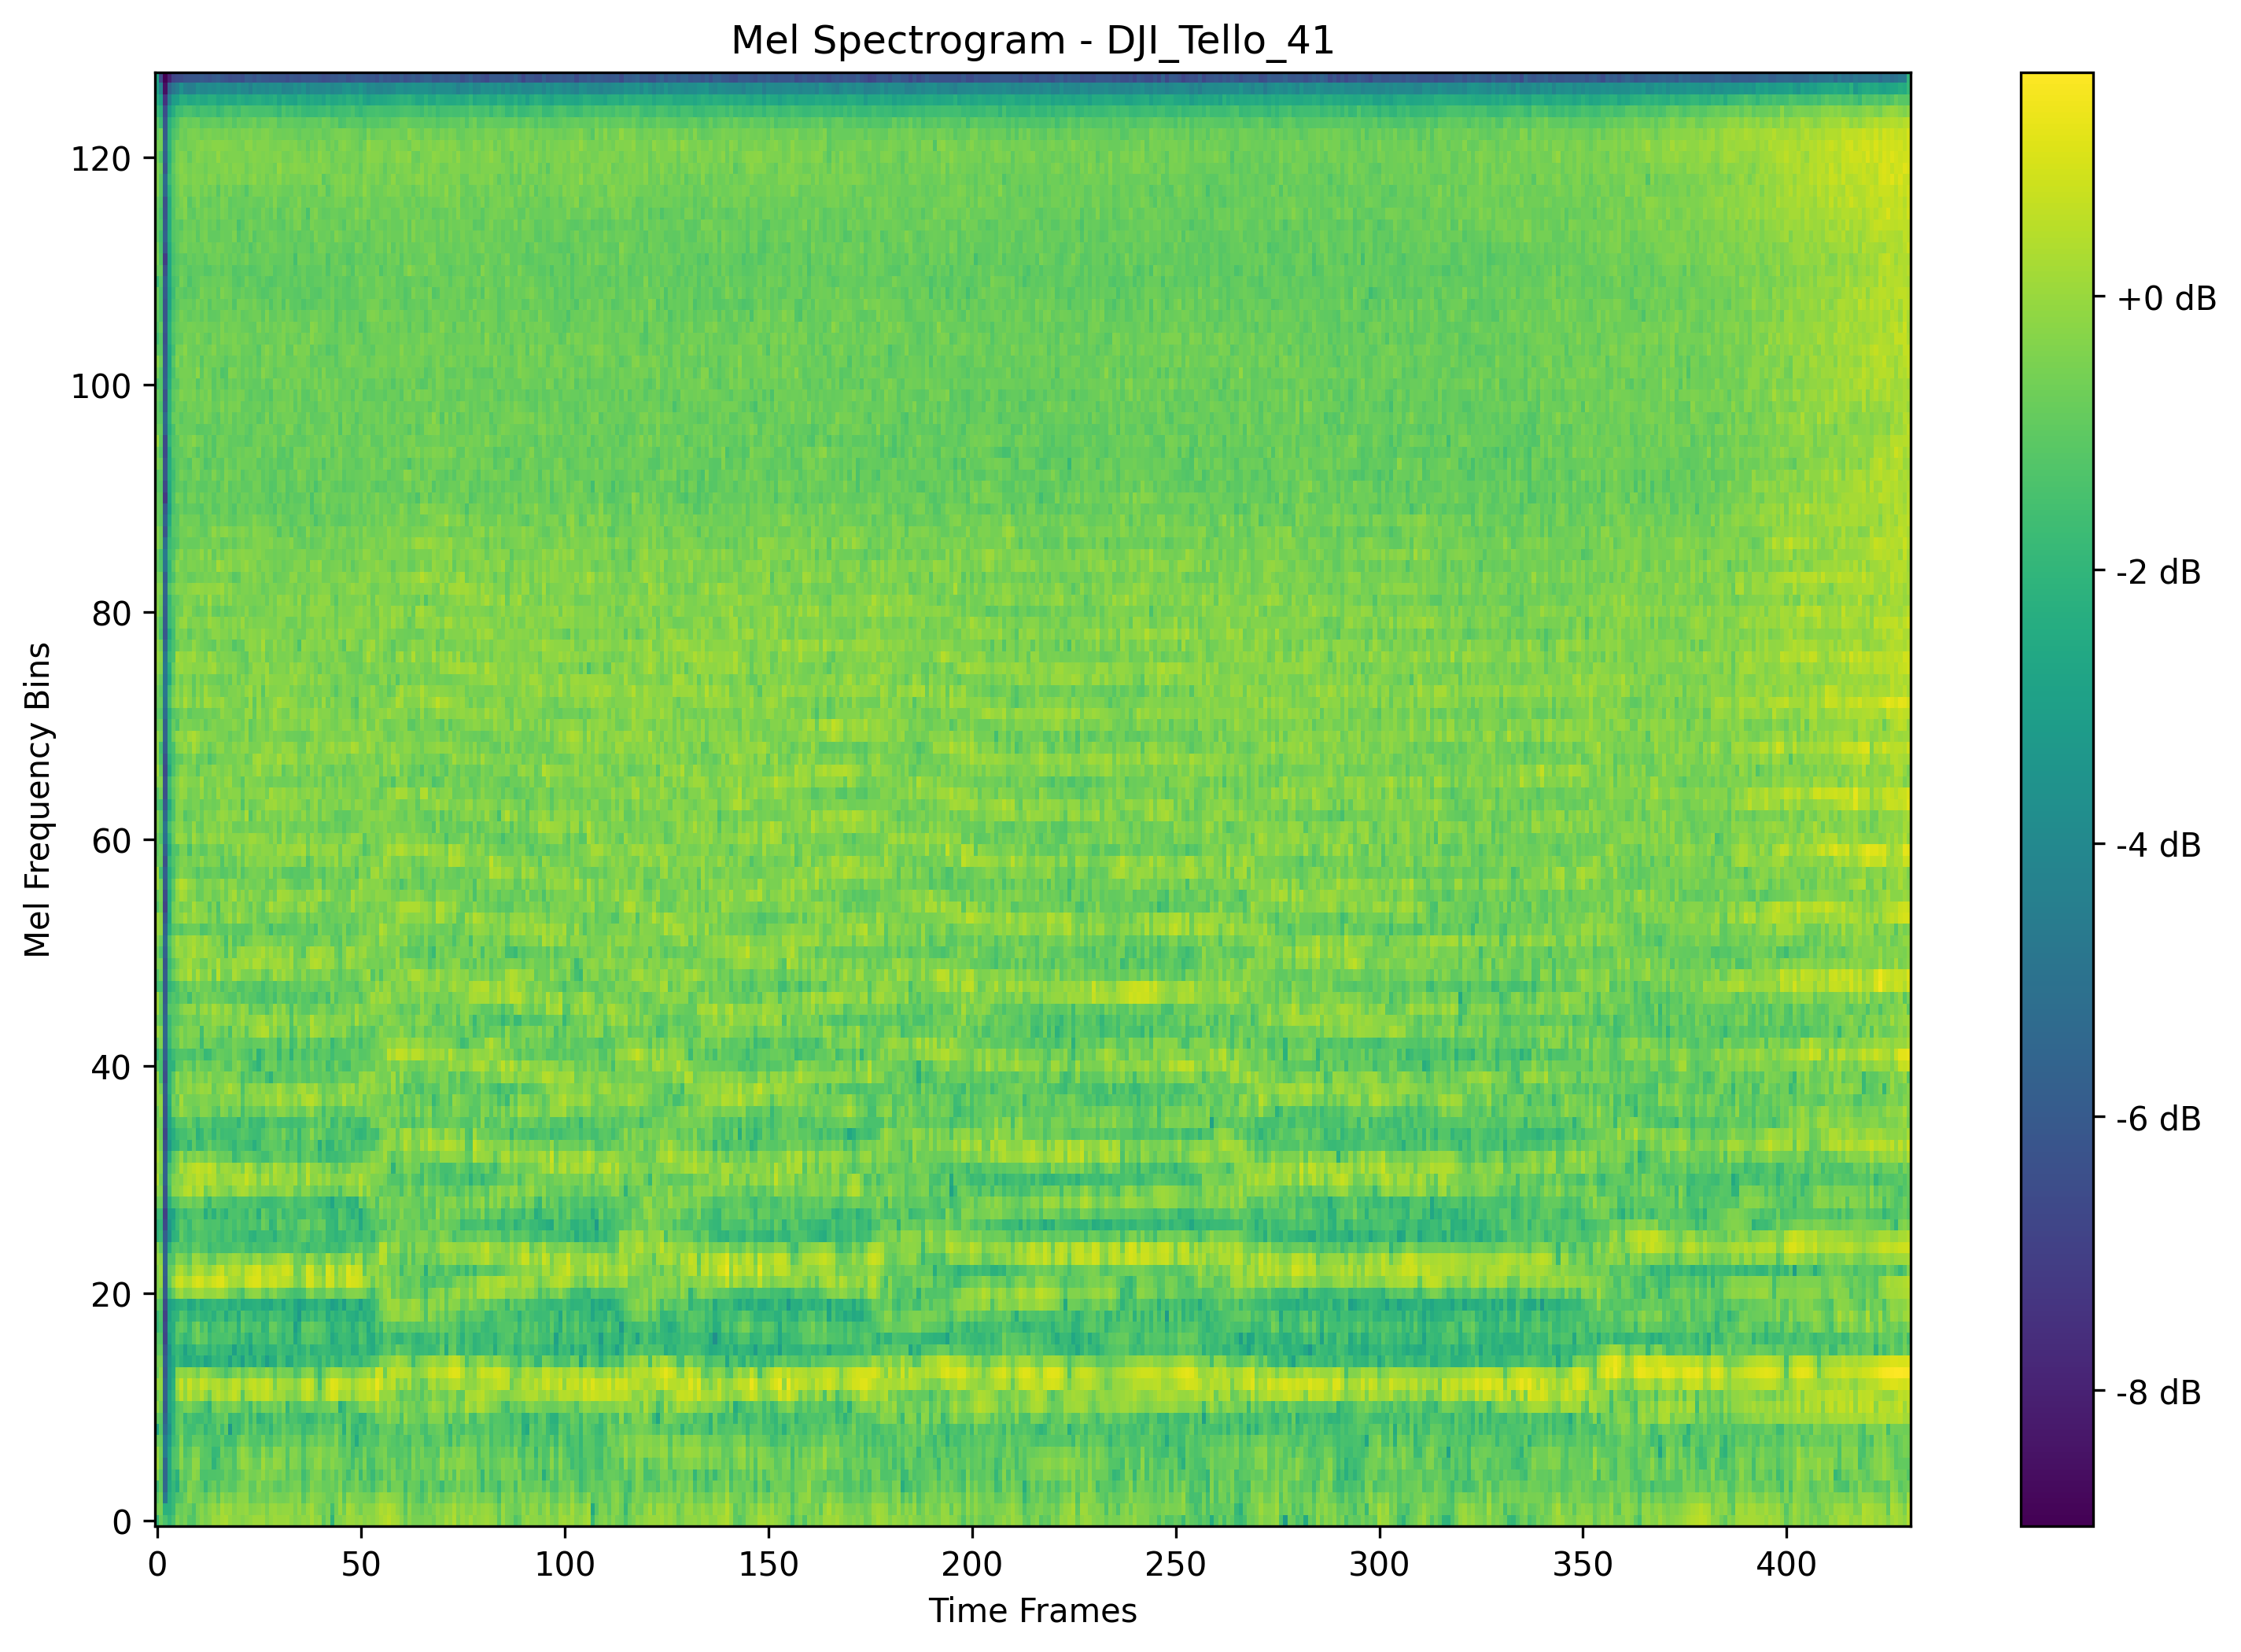 Mel Spectrogram - DJI_Tello_41
120
100
80
60
40
20
0
Mel Frequency Bins
0 50 100 150 200 250 300 350 400
Time Frames
+0 dB
-2 dB
-4 dB
-6 dB
-8 dB